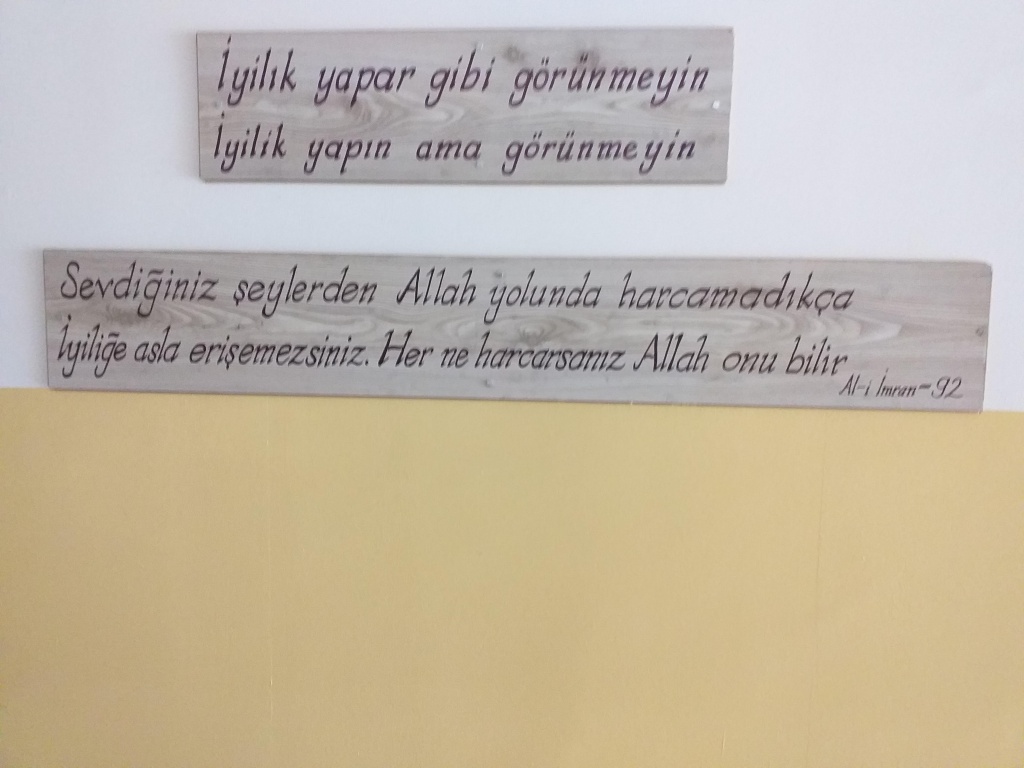 İyilik yapar gibi görünmeyin
İyilik yapın ama görünmeyin
Sevdiğiniz şeylerden Allah yolunda harcamadıkça
İyiliğe asla erişemezsiniz. Her ne harcarsanız Allah onu bilir
Al-i İmran-92